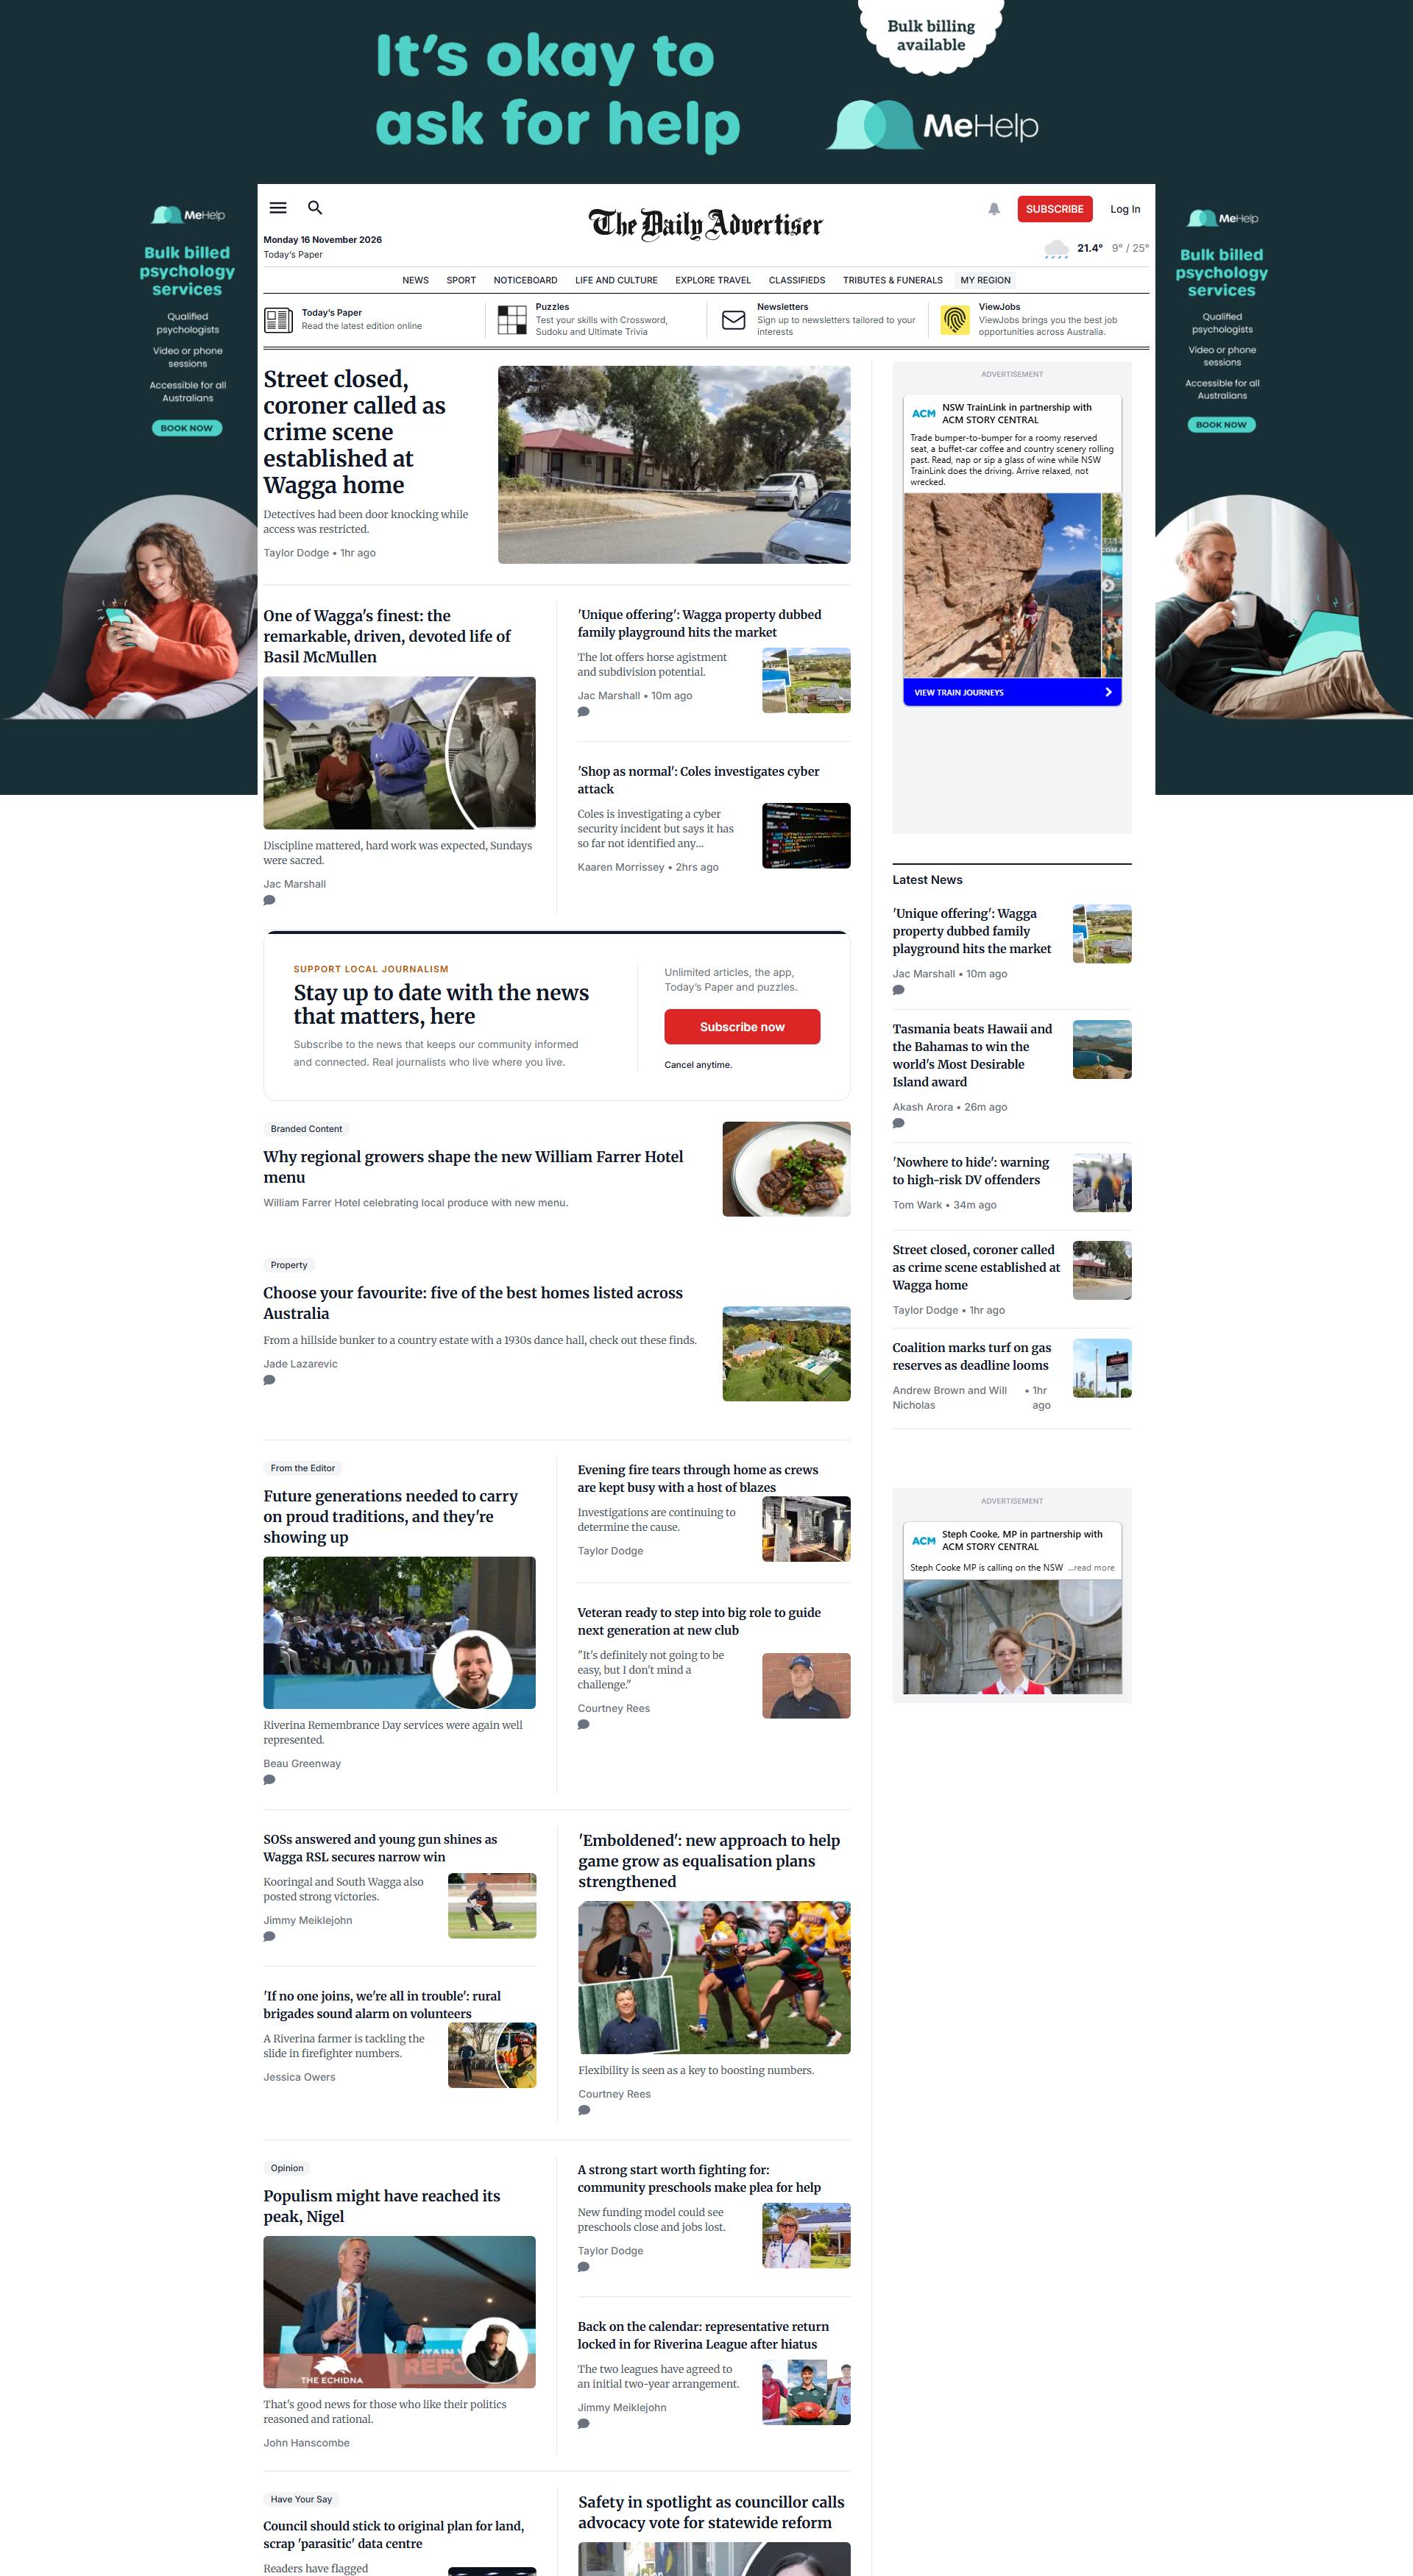 It's okay to
ask for help
Bulk billing
available
MeHelp
MeHelp
Bulk billed
psychology
services
Qualified
psychologists
Video or phone
sessions
Accessible for all
Australians
BOOK NOW
MeHelp
Bulk billed
psychology
services
Qualified
psychologists
Video or phone
sessions
Accessible for all
Australians
BOOK NOW
The Daily Advertiser
SUBSCRIBE
Log In
Monday 16 November 2026
Today's Paper
21.4° 9° / 25°
NEWS SPORT NOTICEBOARD LIFE AND CULTURE EXPLORE TRAVEL CLASSIFIEDS TRIBUTES & FUNERALS MY REGION
Today's Paper
Read the latest edition online
Puzzles
Test your skills with Crossword,
Sudoku and Ultimate Trivia
Newsletters
Sign up to newsletters tailored to your
interests
ViewJobs
ViewJobs brings you the best job
opportunities across Australia.
Street closed,
coroner called as
crime scene
established at
Wagga home
Detectives had been door knocking while
access was restricted.
Taylor Dodge • 1hr ago
One of Wagga's finest: the
remarkable, driven, devoted life of
Basil McMullen
Discipline mattered, hard work was expected, Sundays
were sacred.
Jac Marshall
'Unique offering': Wagga property dubbed
family playground hits the market
The lot offers horse agistment
and subdivision potential.
Jac Marshall • 10m ago
'Shop as normal': Coles investigates cyber
attack
Coles is investigating a cyber
security incident but says it has
so far not identified any...
Kaaren Morrissey • 2hrs ago
SUPPORT LOCAL JOURNALISM
Stay up to date with the news
that matters, here
Subscribe to the news that keeps our community informed
and connected. Real journalists who live where you live.
Unlimited articles, the app,
Today's Paper and puzzles.
Subscribe now
Cancel anytime.
Branded Content
Why regional growers shape the new William Farrer Hotel
menu
William Farrer Hotel celebrating local produce with new menu.
Property
Choose your favourite: five of the best homes listed across
Australia
From a hillside bunker to a country estate with a 1930s dance hall, check out these finds.
Jade Lazarevic
From the Editor
Future generations needed to carry
on proud traditions, and they're
showing up
Riverina Remembrance Day services were again well
represented.
Beau Greenway
Evening fire tears through home as crews
are kept busy with a host of blazes
Investigations are continuing to
determine the cause.
Taylor Dodge
Veteran ready to step into big role to guide
next generation at new club
"It's definitely not going to be
easy, but I don't mind a
challenge."
Courtney Rees
SOSs answered and young gun shines as
Wagga RSL secures narrow win
Kooringal and South Wagga also
posted strong victories.
Jimmy Meiklejohn
'If no one joins, we're all in trouble': rural
brigades sound alarm on volunteers
A Riverina farmer is tackling the
slide in firefighter numbers.
Jessica Owers
'Emboldened': new approach to help
game grow as equalisation plans
strengthened
Flexibility is seen as a key to boosting numbers.
Courtney Rees
Opinion
Populism might have reached its
peak, Nigel
THE ECHIDNA
That's good news for those who like their politics
reasoned and rational.
John Hanscombe
A strong start worth fighting for:
community preschools make plea for help
New funding model could see
preschools close and jobs lost.
Taylor Dodge
Back on the calendar: representative return
locked in for Riverina League after hiatus
The two leagues have agreed to
an initial two-year arrangement.
Jimmy Meiklejohn
Have Your Say
Council should stick to original plan for land,
scrap 'parasitic' data centre
Readers have flagged
Safety in spotlight as councillor calls
advocacy vote for statewide reform
ADVERTISEMENT
ACM
NSW TrainLink in partnership with
ACM STORY CENTRAL
Trade bumper-to-bumper for a roomy reserved
seat, a buffet-car coffee and country scenery rolling
past. Read, nap or sip a glass of wine while NSW
TrainLink does the driving. Arrive relaxed, not
wrecked.
VIEW TRAIN JOURNEYS
Latest News
'Unique offering': Wagga
property dubbed family
playground hits the market
Jac Marshall • 10m ago
Tasmania beats Hawaii and
the Bahamas to win the
world's Most Desirable
Island award
Akash Arora • 26m ago
'Nowhere to hide': warning
to high-risk DV offenders
Tom Wark • 34m ago
Street closed, coroner called
as crime scene established at
Wagga home
Taylor Dodge • 1hr ago
Coalition marks turf on gas
reserves as deadline looms
Andrew Brown and Will
Nicholas
• 1hr
ago
ADVERTISEMENT
ACM
Steph Cooke, MP in partnership with
ACM STORY CENTRAL
Steph Cooke MP is calling on the NSW ...read more